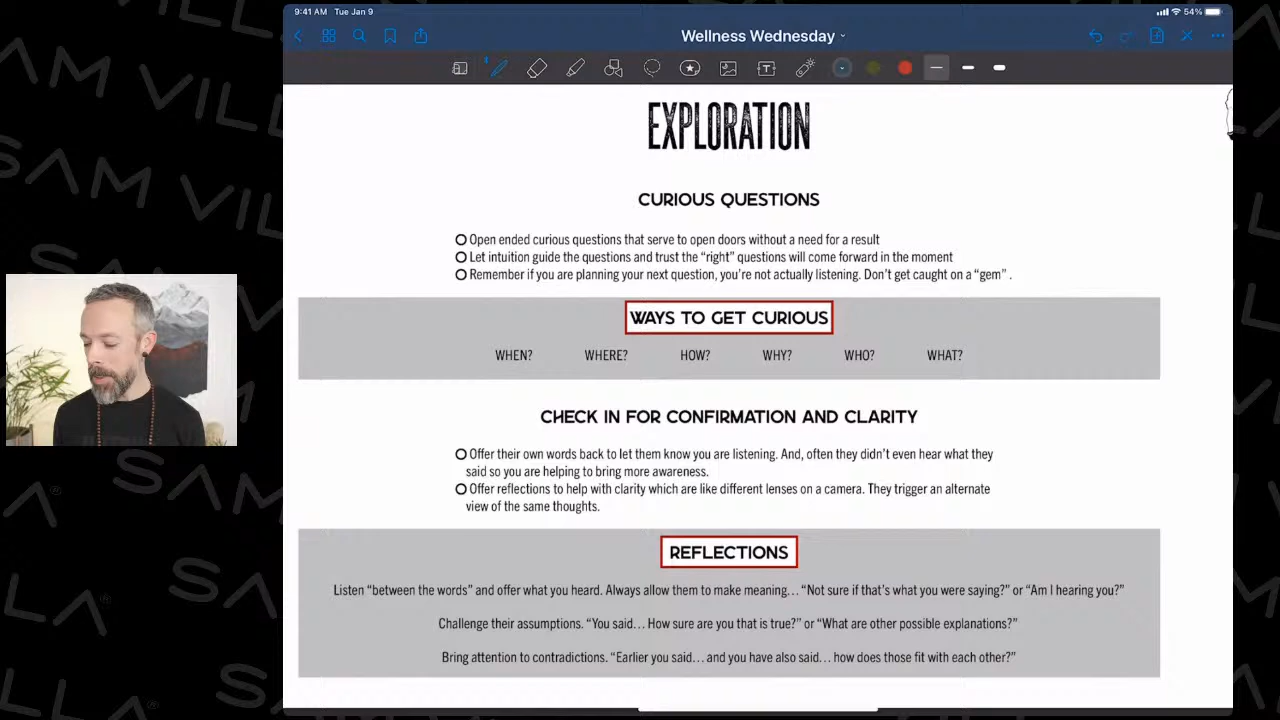 9:41 AM Tue Jan 9
54%
Wellness Wednesday
EXPLORATION
CURIOUS QUESTIONS
Open ended curious questions that serve to open doors without a need for a result
Let intuition guide the questions and trust the “right” questions will come forward in the moment
Remember if you are planning your next question, you’re not actually listening. Don’t get caught on a “gem” .
WAYS TO GET CURIOUS
WHEN? WHERE? HOW? WHY? WHO? WHAT?
CHECK IN FOR CONFIRMATION AND CLARITY
Offer their own words back to let them know you are listening. And, often they didn’t even hear what they
said so you are helping to bring more awareness.
Offer reflections to help with clarity which are like different lenses on a camera. They trigger an alternate
view of the same thoughts.
REFLECTIONS
Listen “between the words” and offer what you heard. Always allow them to make meaning… “Not sure if that’s what you were saying?” or “Am I hearing you?”
Challenge their assumptions. “You said… How sure are you that is true?” or “What are other possible explanations?”
Bring attention to contradictions. “Earlier you said… and you have also said… how does those fit with each other?”
SAM VILLA
SAM VILLA